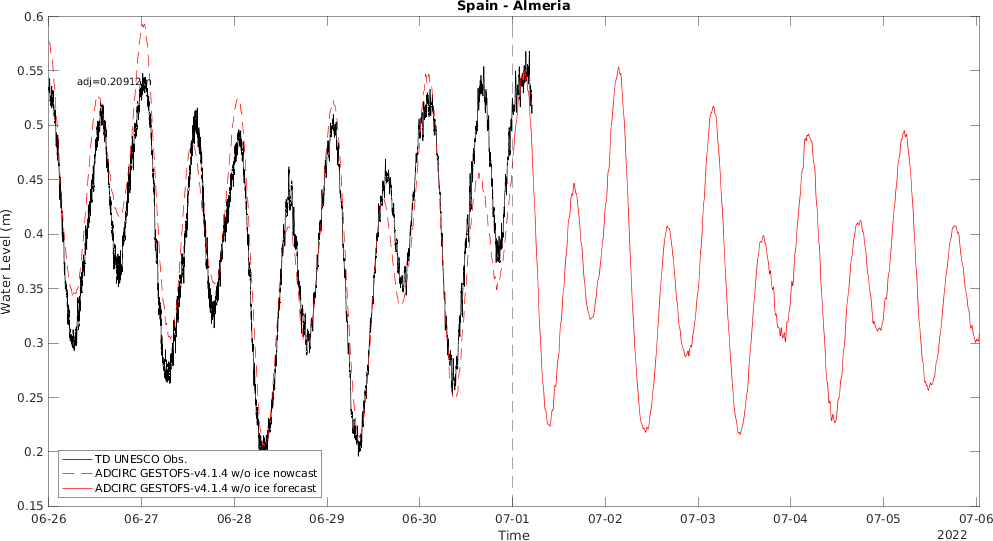 Spain - Almeria
0.6
0.55
0.5
0.45
0.4
0.35
0.3
0.25
0.2
0.15
Water Level (m)
adj=0.20912m
TD UNESCO Obs.
ADCIRC GESTOFS-v4.1.4 w/o ice nowcast
ADCIRC GESTOFS-v4.1.4 w/o ice forecast
06-26 06-27 06-28 06-29 06-30 07-01 07-02 07-03 07-04 07-05 07-06
Time
2022